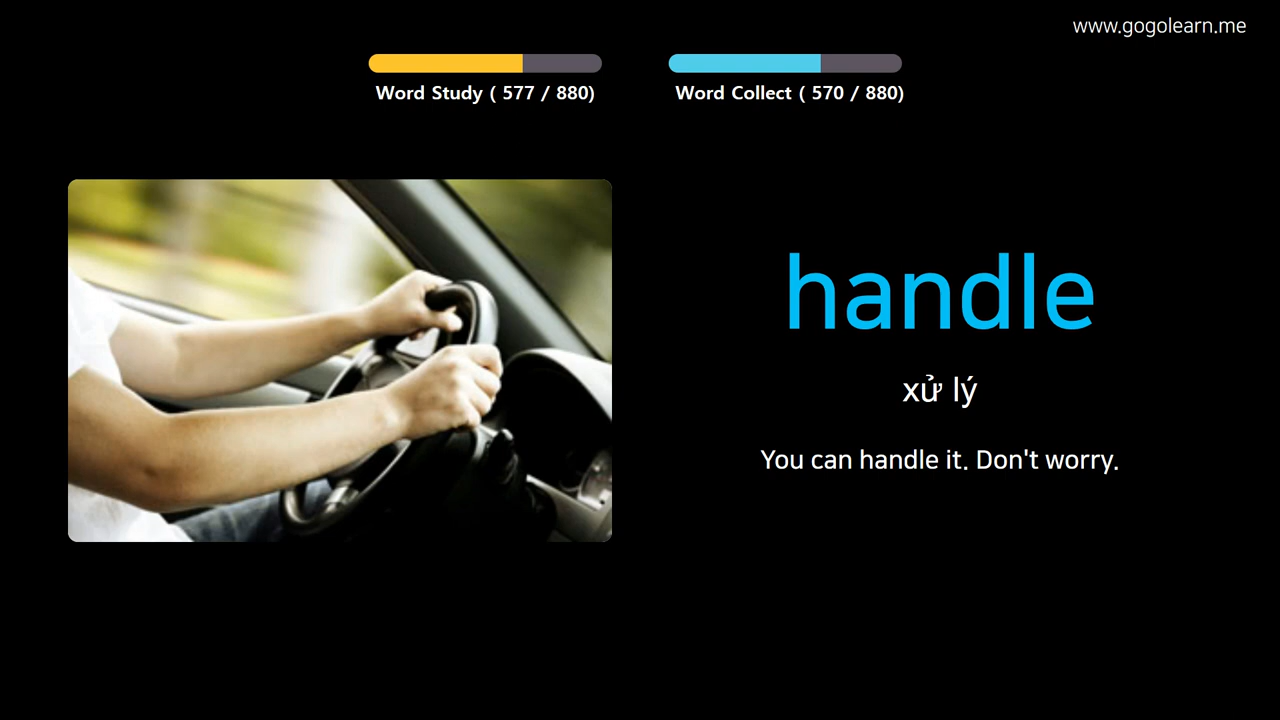 www.gogolearn.me
Word Study ( 577 / 880)
Word Collect ( 570 / 880)
handle
xử lý
You can handle it. Don't worry.